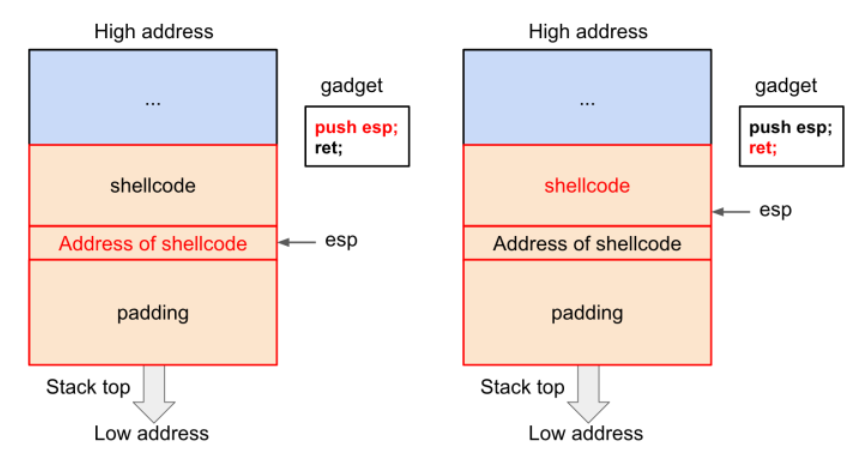 High address
...
gadget
push esp;
ret;
shellcode
Address of shellcode
esp
padding
Stack top
Low address
High address
...
gadget
push esp;
ret;
shellcode
esp
Address of shellcode
padding
Stack top
Low address